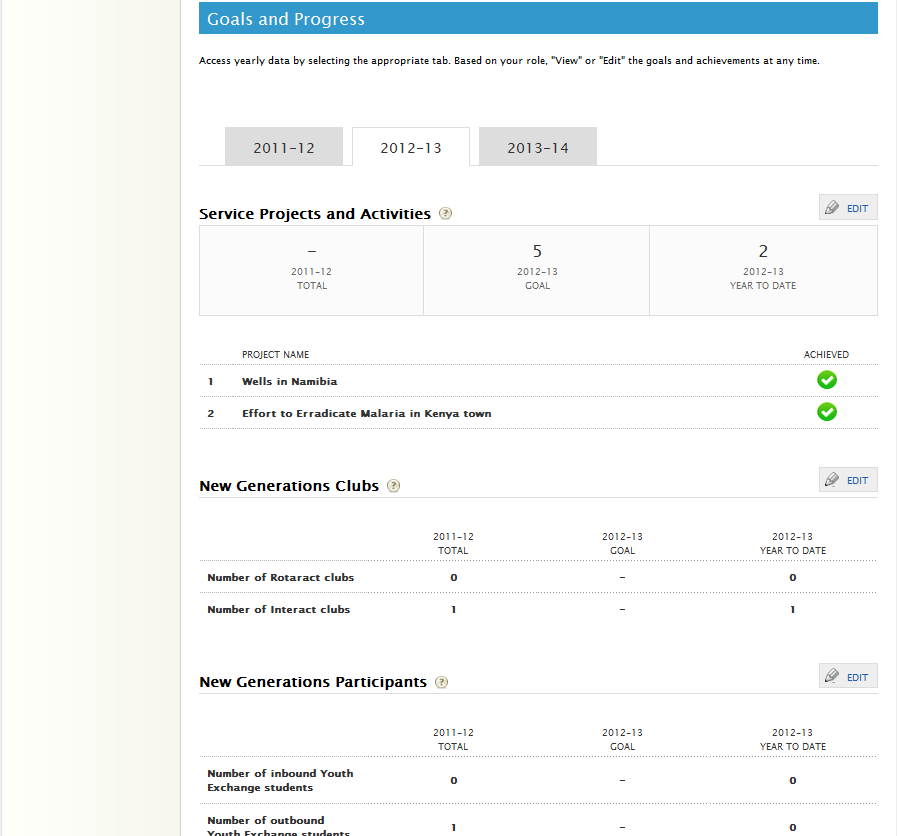 Goals and Progress
Access yearly data by selecting the appropriate tab. Based on your role, "View" or "Edit" the goals and achievements at any time.
2011-12 2012-13 2013-14
Service Projects and Activities ? EDIT
– 5 2
2011-12 2012-13 2012-13
TOTAL GOAL YEAR TO DATE
PROJECT NAME ACHIEVED
1 Wells in Namibia
2 Effort to Erradicate Malaria in Kenya town
New Generations Clubs ? EDIT
2011-12 2012-13 2012-13
TOTAL GOAL YEAR TO DATE
Number of Rotaract clubs 0 – 0
Number of Interact clubs 1 – 1
New Generations Participants ? EDIT
2011-12 2012-13 2012-13
TOTAL GOAL YEAR TO DATE
Number of inbound Youth
Exchange students 0 – 0
Number of outbound
Youth Exchange students 1 – 0